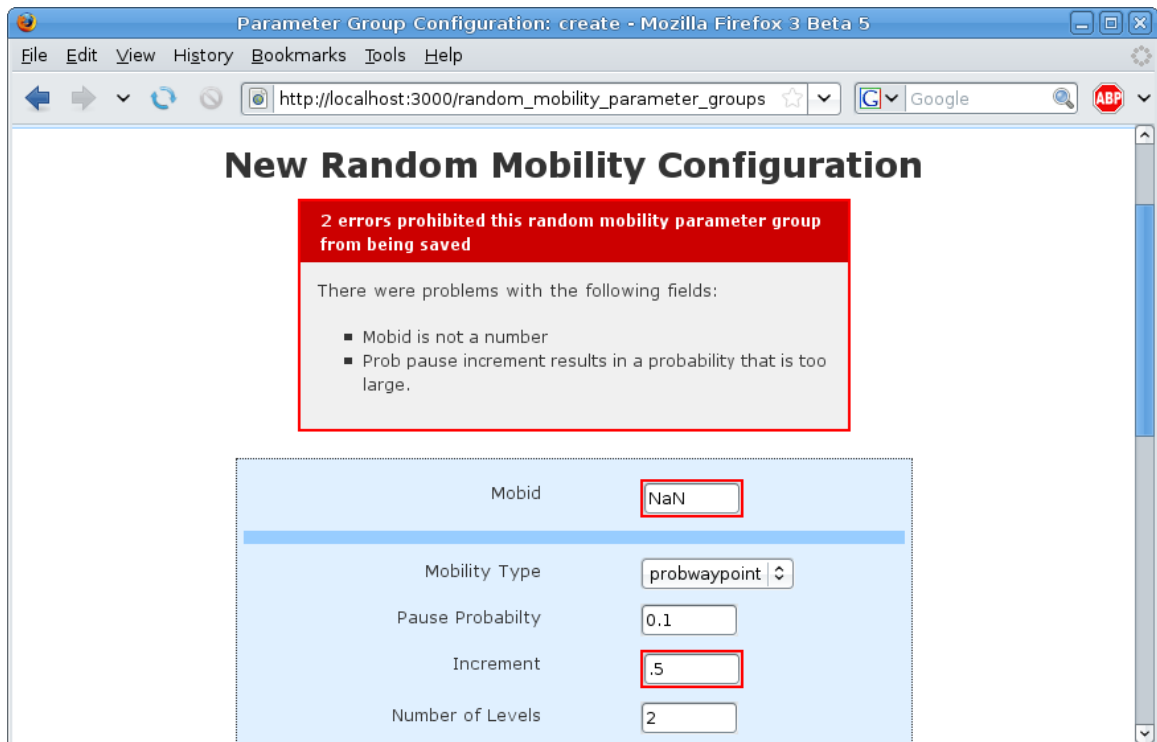 Parameter Group Configuration: create - Mozilla Firefox 3 Beta 5
File Edit View History Bookmarks Tools Help
http://localhost:3000/random_mobility_parameter_groups
G Google
ABP
New Random Mobility Configuration
2 errors prohibited this random mobility parameter group
from being saved
There were problems with the following fields:
Mobid is not a number
Prob pause increment results in a probability that is too
large.
Mobid NaN
Mobility Type probwaypoint
Pause Probabilty 0.1
Increment .5
Number of Levels 2